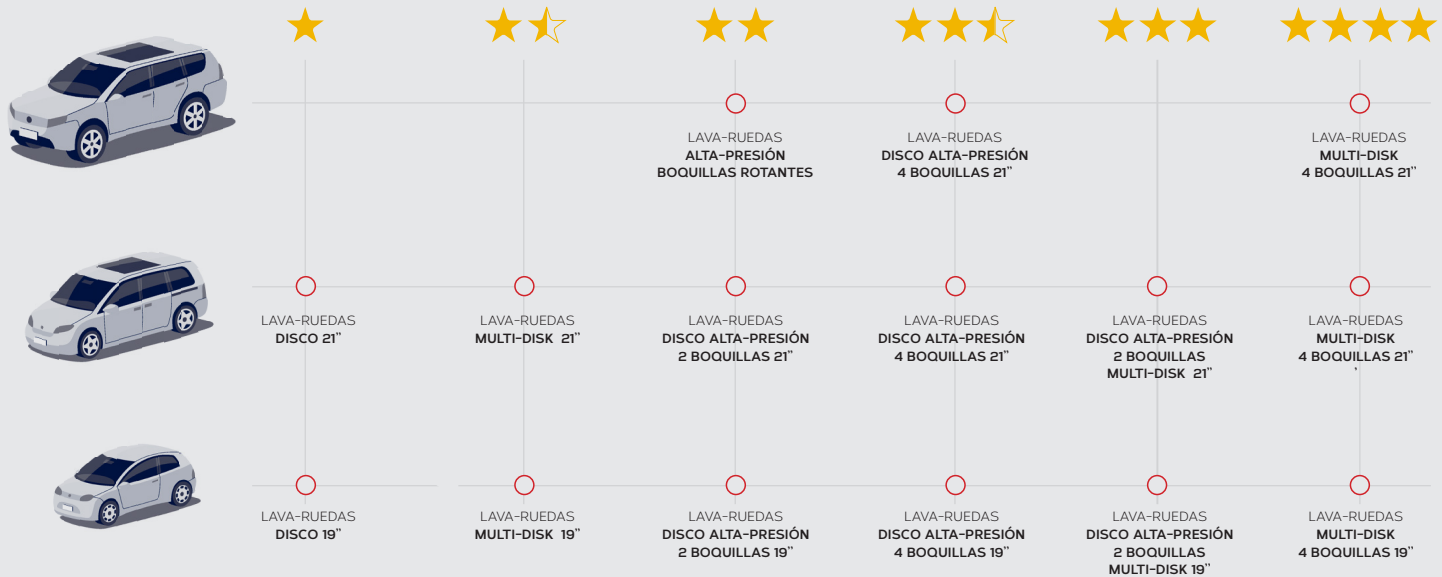 LAVA-RUEDAS
ALTA-PRESIÓN
BOQUILLAS ROTANTES
LAVA-RUEDAS
DISCO ALTA-PRESIÓN
4 BOQUILLAS 21”
LAVA-RUEDAS
MULTI-DISK
4 BOQUILLAS 21”
LAVA-RUEDAS
DISCO 21”
LAVA-RUEDAS
MULTI-DISK 21”
LAVA-RUEDAS
DISCO ALTA-PRESIÓN
2 BOQUILLAS 21”
LAVA-RUEDAS
DISCO ALTA-PRESIÓN
4 BOQUILLAS 21”
LAVA-RUEDAS
DISCO ALTA-PRESIÓN
2 BOQUILLAS
MULTI-DISK 21”
LAVA-RUEDAS
MULTI-DISK
4 BOQUILLAS 21”
’
LAVA-RUEDAS
DISCO 19”
LAVA-RUEDAS
MULTI-DISK 19”
LAVA-RUEDAS
DISCO ALTA-PRESIÓN
2 BOQUILLAS 19”
LAVA-RUEDAS
DISCO ALTA-PRESIÓN
4 BOQUILLAS 19”
LAVA-RUEDAS
DISCO ALTA-PRESIÓN
2 BOQUILLAS
MULTI-DISK 19”
LAVA-RUEDAS
MULTI-DISK
4 BOQUILLAS 19”